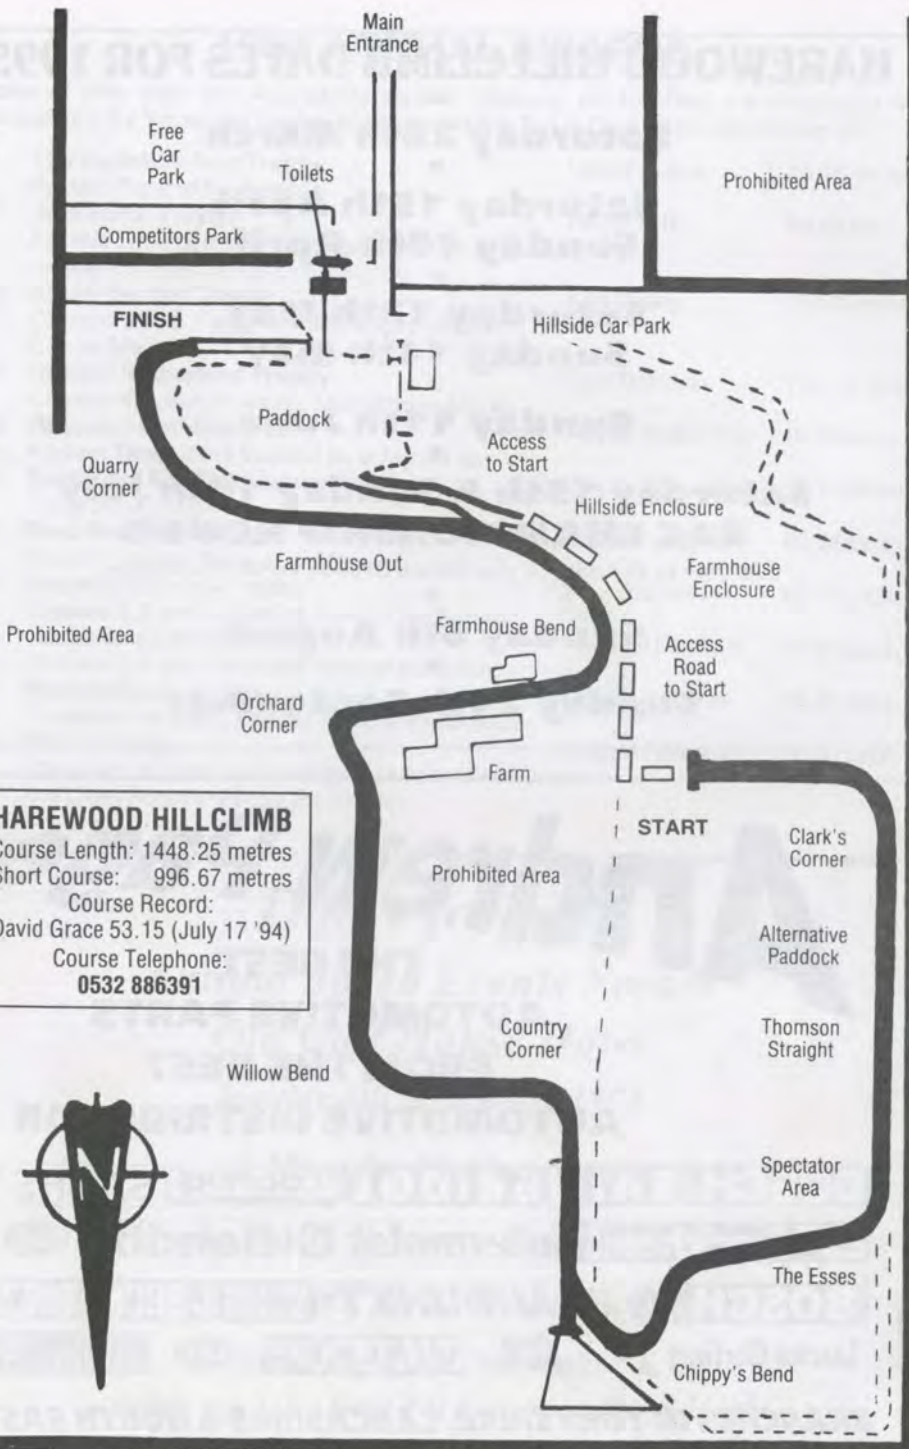 Main
Entrance
Free
Car
Park
Toilets
Prohibited Area
Competitors Park
FINISH
Hillside Car Park
Paddock
Access
to Start
Quarry
Corner
Hillside Enclosure
Farmhouse Out
Farmhouse
Enclosure
Prohibited Area
Farmhouse Bend
Access
Road
to Start
Orchard
Corner
Farm
START
Clark's
Corner
HAREWOOD HILLCLIMB
Course Length: 1448.25 metres
Short Course: 996.67 metres
Course Record:
David Grace 53.15 (July 17 '94)
Course Telephone:
0532 886391
Prohibited Area
Alternative
Paddock
Country
Corner
Thomson
Straight
Willow Bend
N
Spectator
Area
The Esses
Chippy's Bend